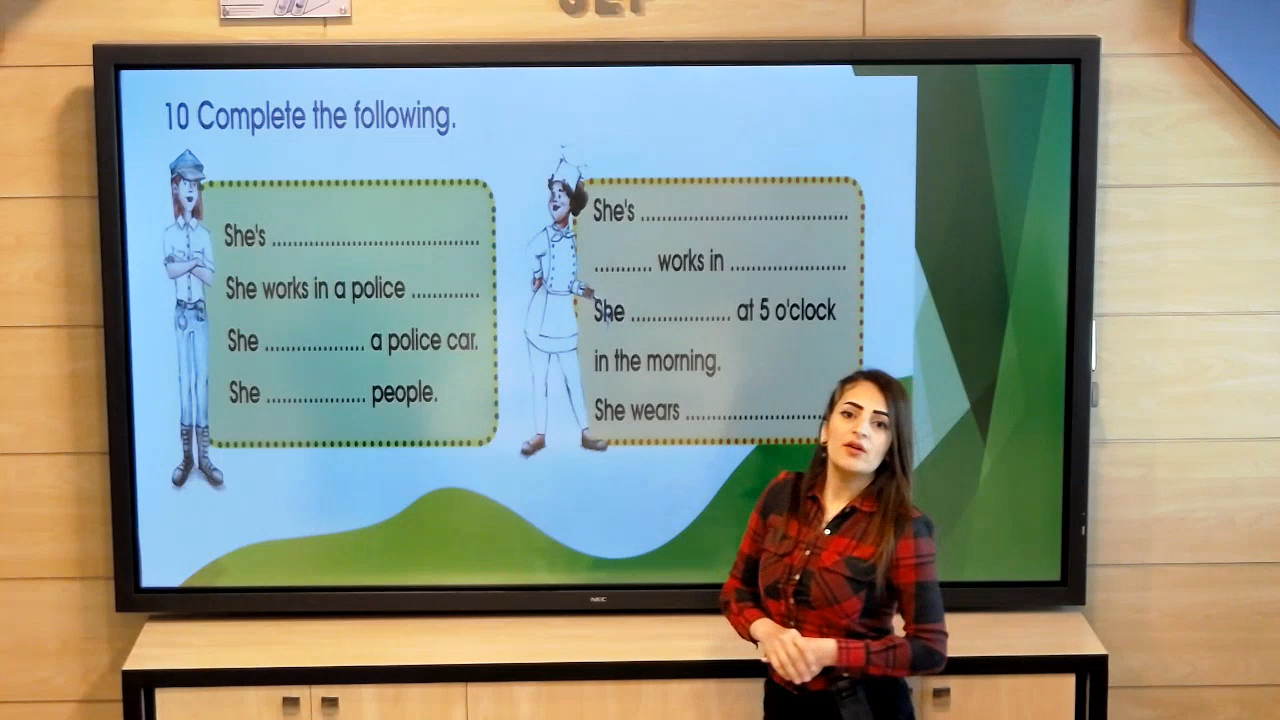 10 Complete the following.
She's ....................................
She works in a police .............
She .................. a police car.
She .................. people.
She's ....................................
........... works in ....................
She .................. at 5 o'clock
in the morning.
She wears .........................
NEC